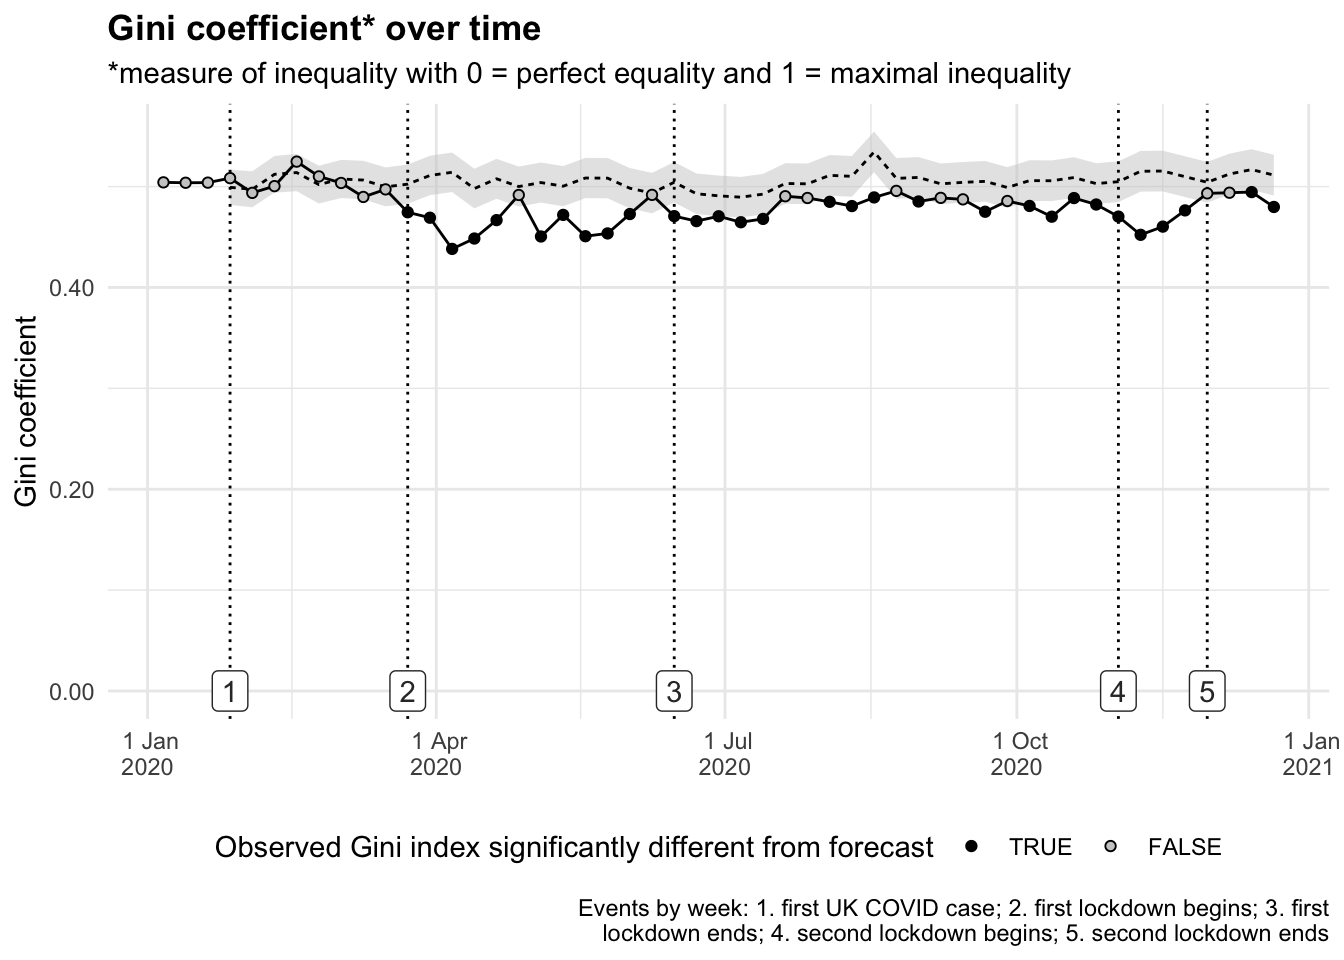 Gini coefficient* over time
*measure of inequality with 0 = perfect equality and 1 = maximal inequality
Gini coefficient
0.40
0.20
0.00
1
2
3
4
5
1 Jan
2020
1 Apr
2020
1 Jul
2020
1 Oct
2020
1 Jan
2021
Observed Gini index significantly different from forecast TRUE FALSE
Events by week: 1. first UK COVID case; 2. first lockdown begins; 3. first
lockdown ends; 4. second lockdown begins; 5. second lockdown ends